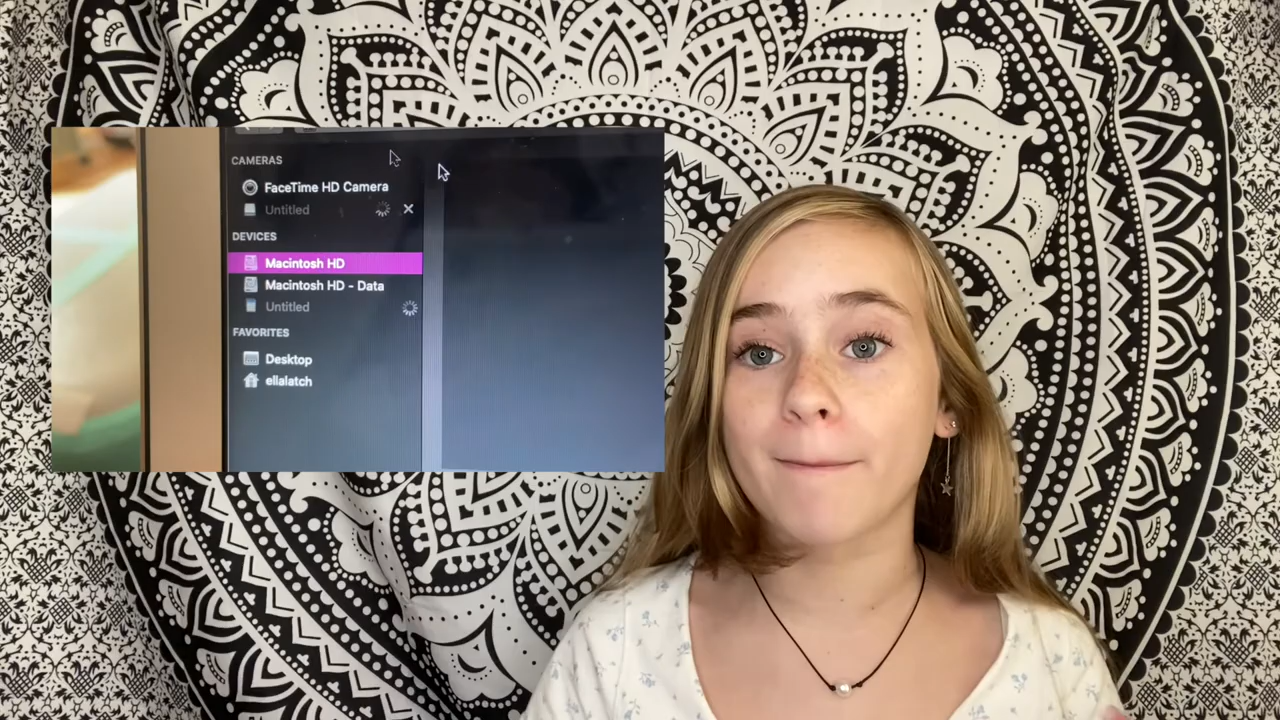 CAMERAS
FaceTime HD Camera
Untitled
DEVICES
Macintosh HD
Macintosh HD - Data
Untitled
FAVORITES
Desktop
ellalatch